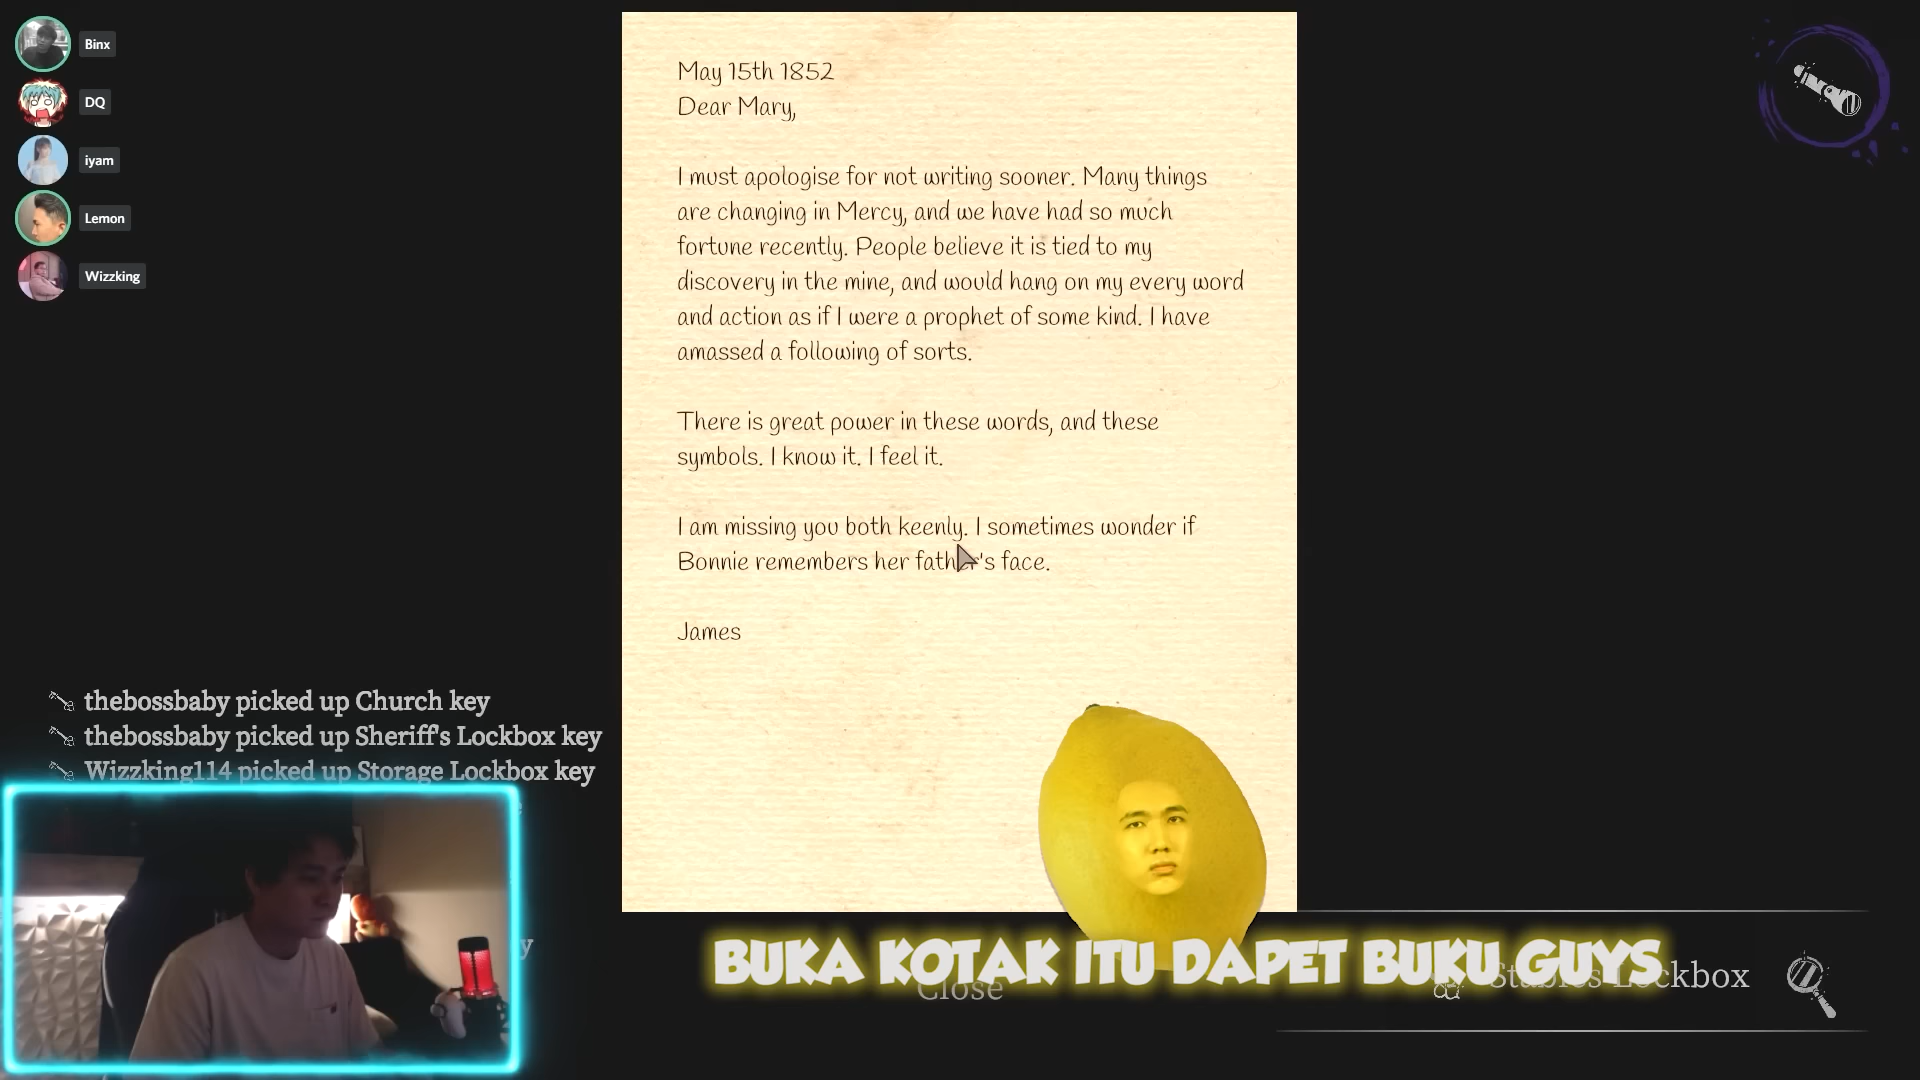 Binx
DQ
iyam
Lemon
Wizzking
May 15th 1852
Dear Mary,
I must apologise for not writing sooner. Many things
are changing in Mercy, and we have had so much
fortune recently. People believe it is tied to my
discovery in the mine, and would hang on my every word
and action as if I were a prophet of some kind. I have
amassed a following of sorts.
There is great power in these words, and these
symbols. I know it. I feel it.
I am missing you both keenly. I sometimes wonder if
Bonnie remembers her father's face.
James
thebossbaby picked up Church key
thebossbaby picked up Sheriff's Lockbox key
Wizzking114 picked up Storage Lockbox key
BUKA KOTAK ITU DAPET BUKU GUYS
Close
Stables Lockbox